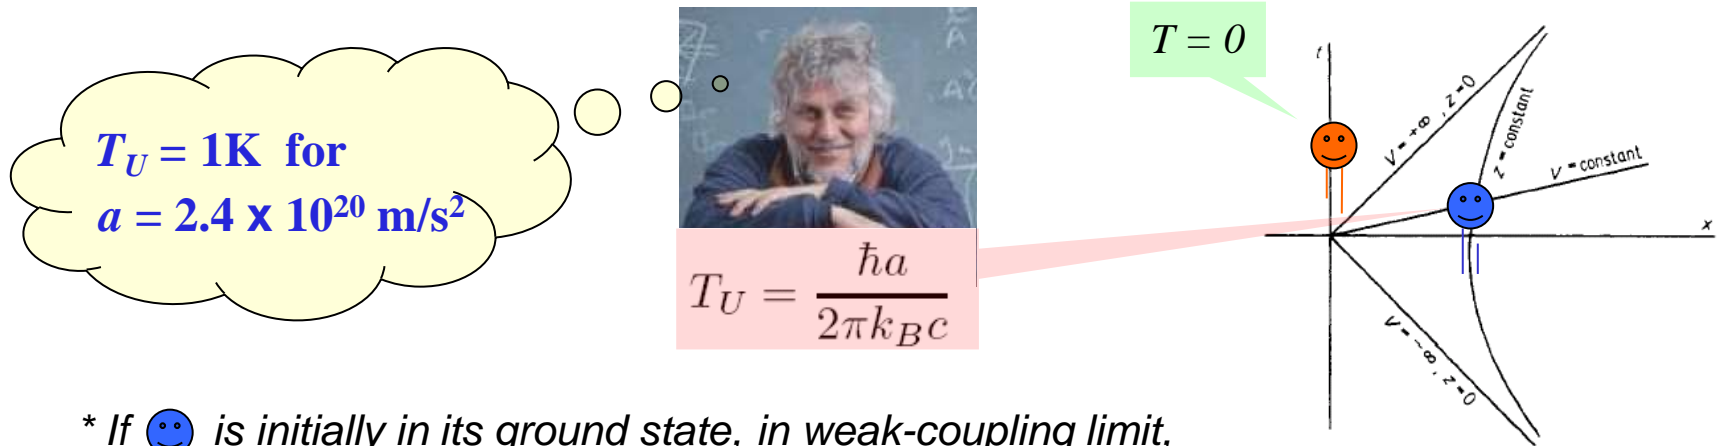 T_U = 1K for
a = 2.4 x 10^20 m/s^2
T_U = ħa / 2πk_Bc
T = 0
t
V = +∞, z = 0
z = constant
V = constant
x
V = -∞, z = 0
* If is initially in its ground state, in weak-coupling limit,